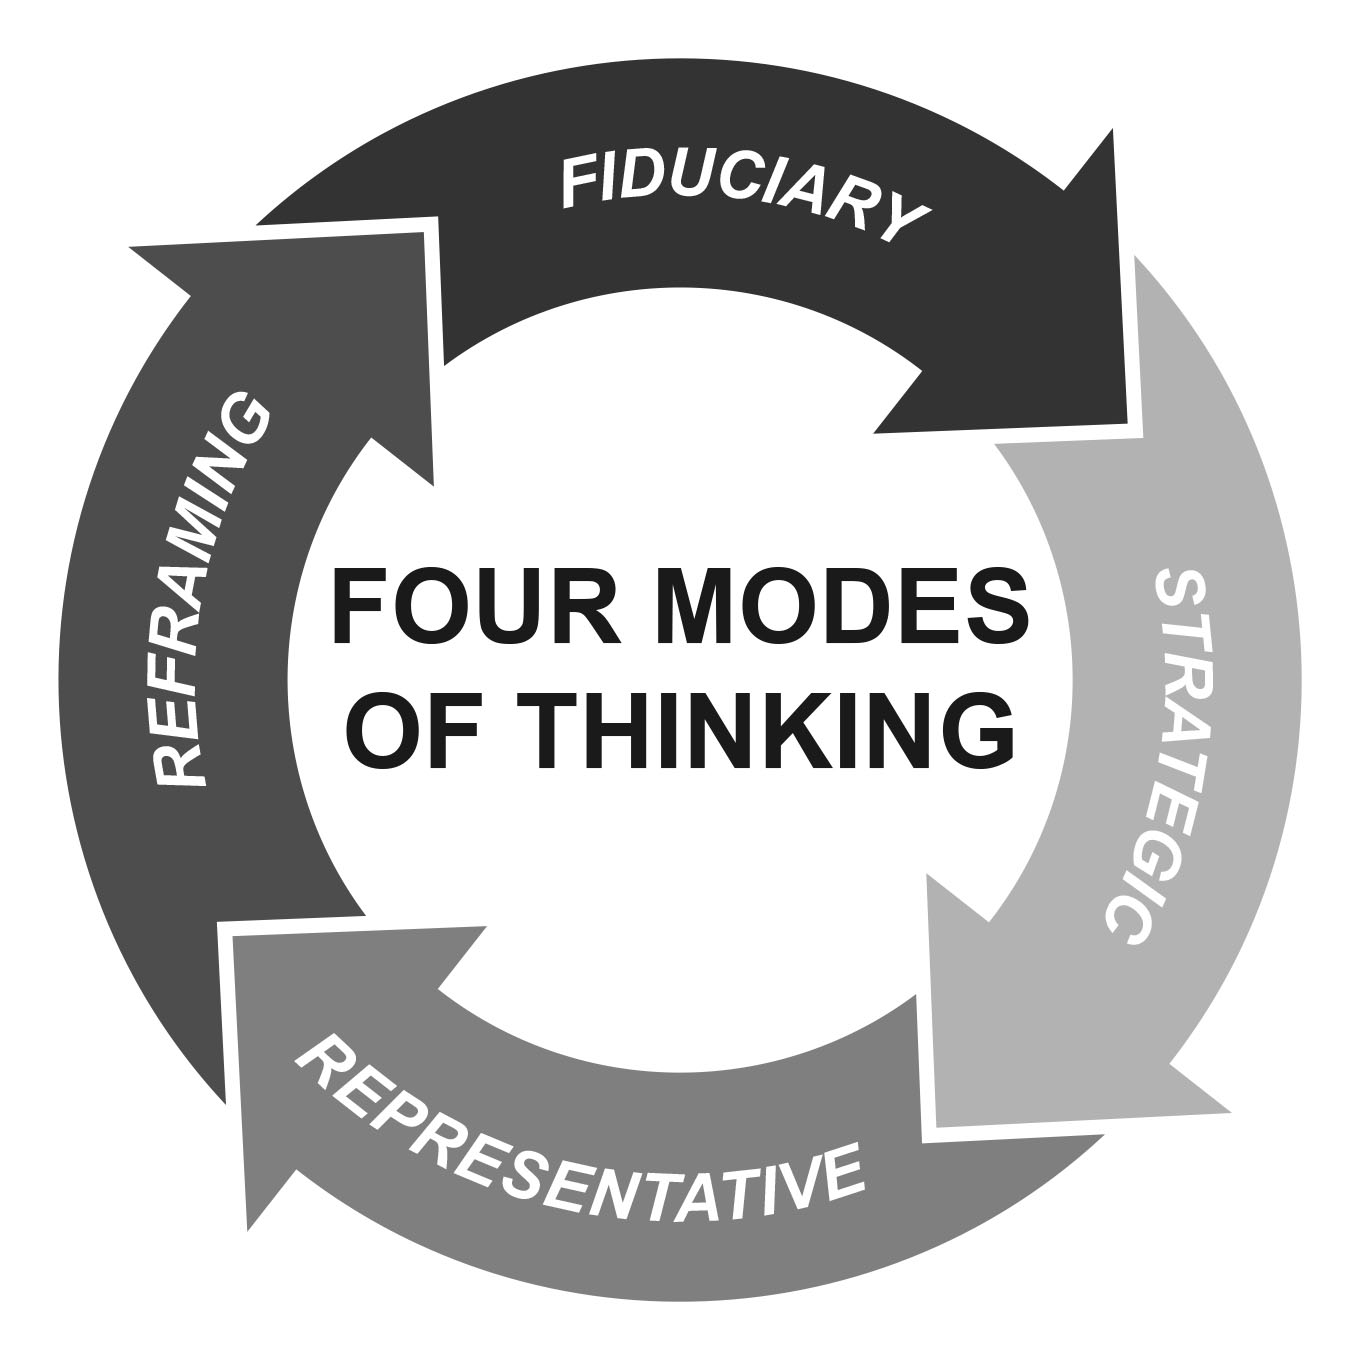 FIDUCIARY
STRATEGIC
REPRESENTATIVE
REFRAMING
FOUR MODES
OF THINKING